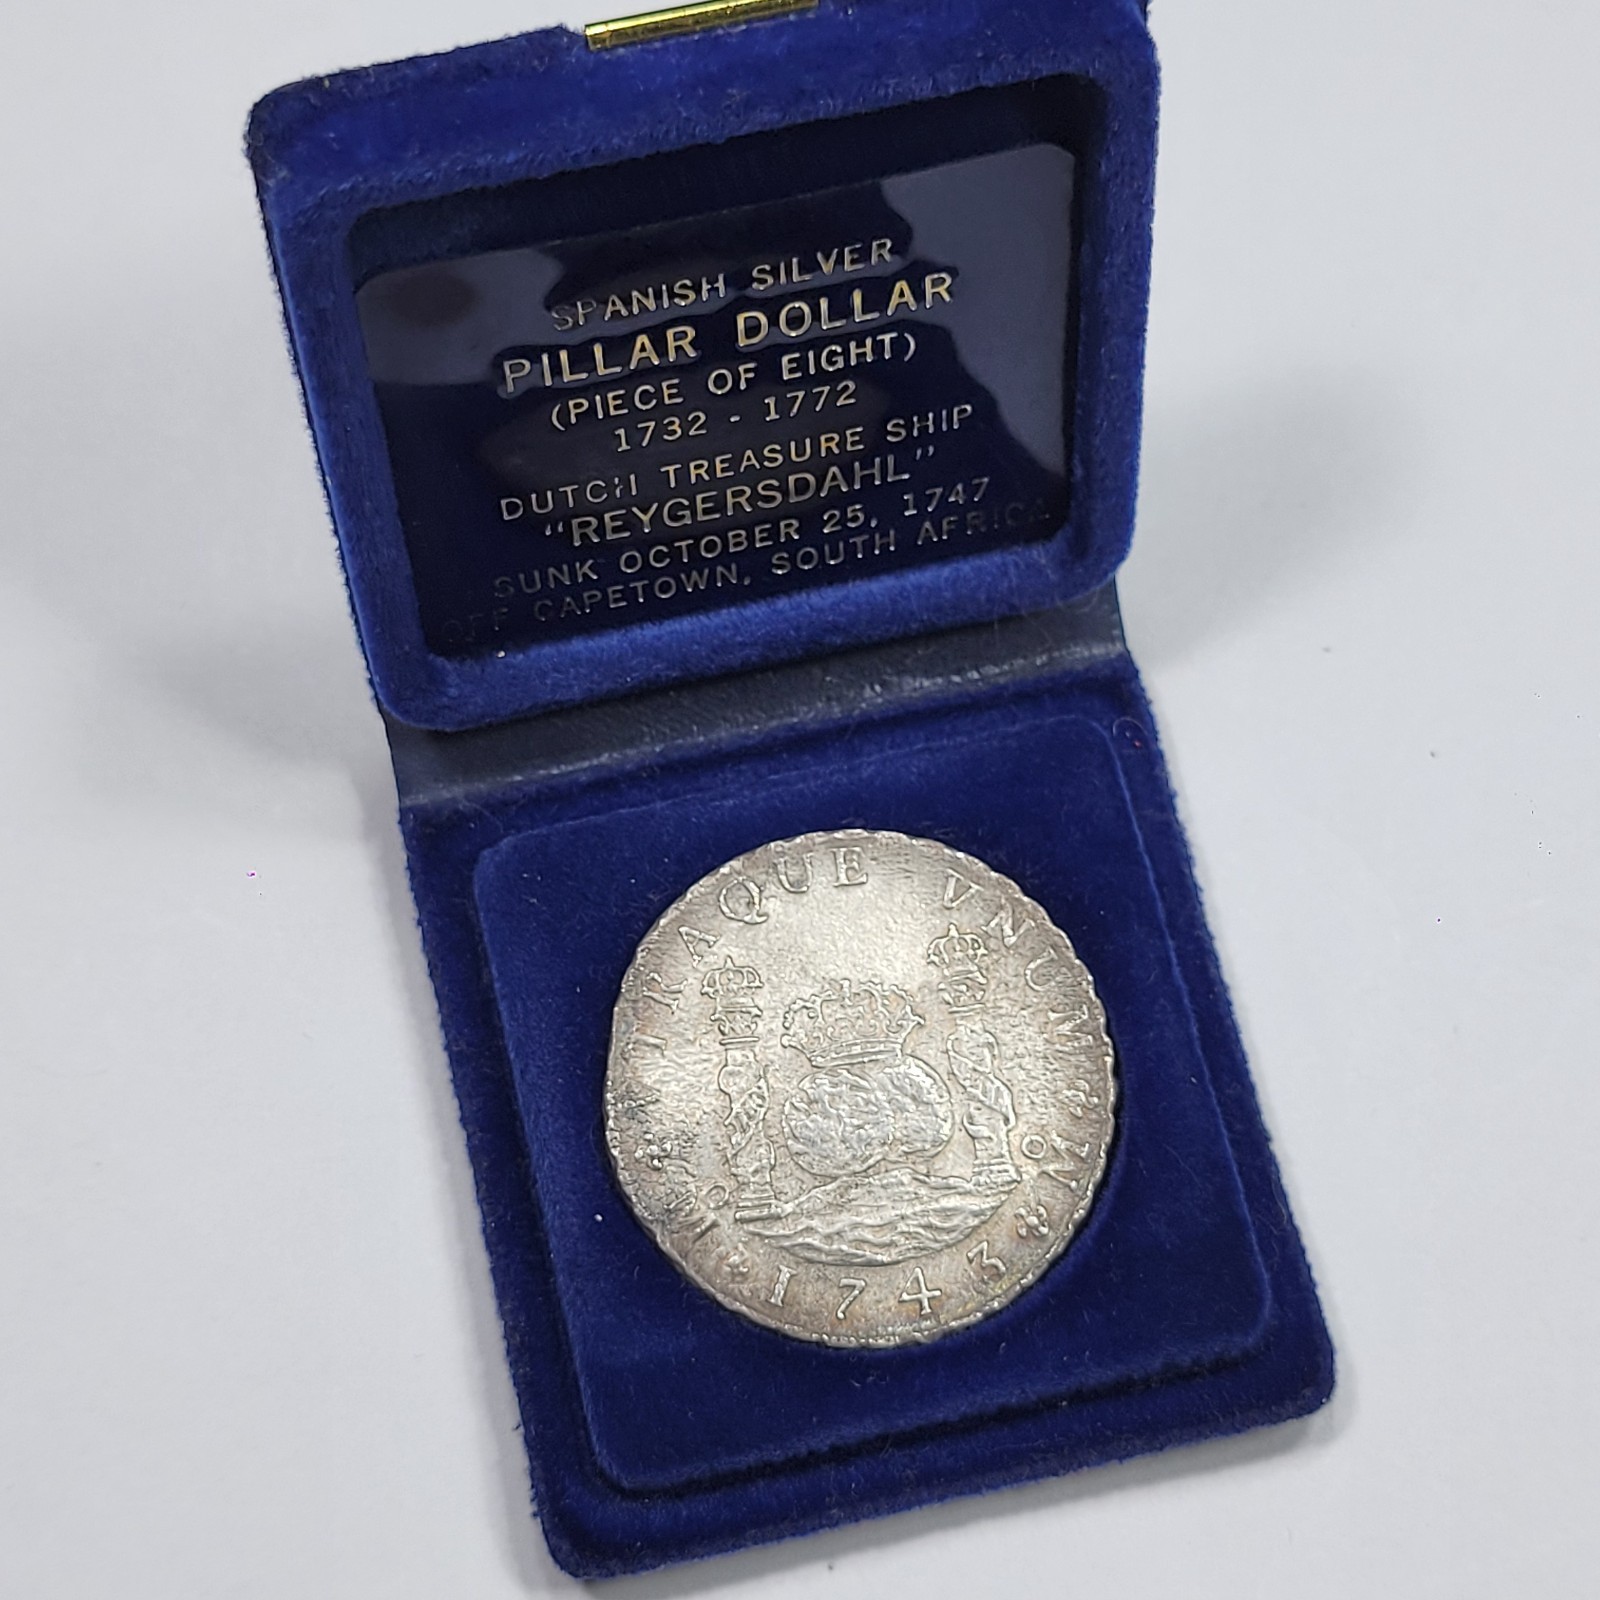 SPANISH SILVER
PILLAR DOLLAR
(PIECE OF EIGHT)
1732 - 1772
DUTCH TREASURE SHIP
"REYGERSDAHL"
SUNK OCTOBER 25, 1747
OFF CAPETOWN, SOUTH AFRICA
VTRAQUE VNUM
M
1743
M